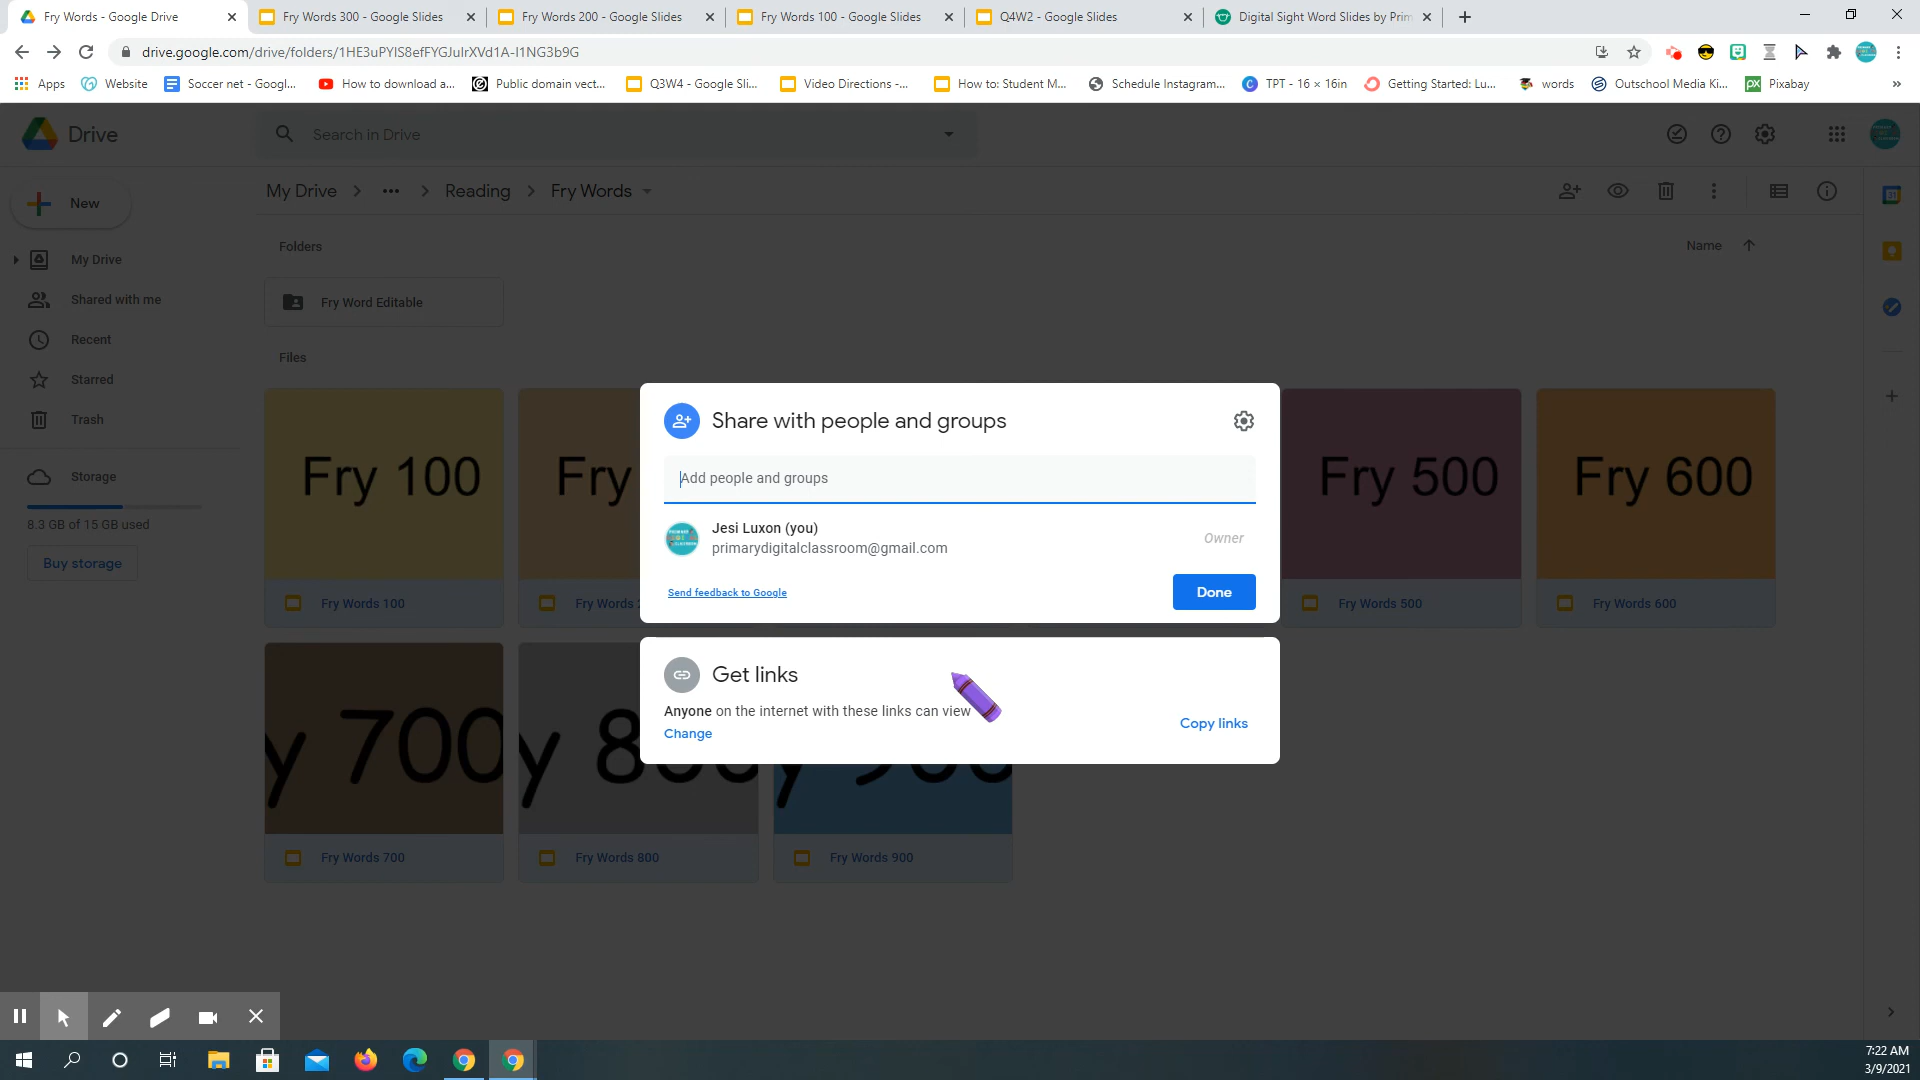 Fry Words - Google Drive
Fry Words 300 - Google Slides
Fry Words 200 - Google Slides
Fry Words 100 - Google Slides
Q4W2 - Google Slides
Digital Sight Word Slides by Prim
drive.google.com/drive/folders/1HE3uPYlS8efFYGJulrXVd1A-I1NG3b9G
Apps
Website
Soccer net - Googl...
How to download a...
Public domain vect...
Q3W4 - Google Sli...
Video Directions -...
How to: Student M...
Schedule Instagram...
TPT - 16 × 16in
Getting Started: Lu...
words
Outschool Media Ki...
px Pixabay
Drive
Search in Drive
My Drive
Reading
Fry Words
New
My Drive
Shared with me
Recent
Starred
Trash
Storage
8.3 GB of 15 GB used
Buy storage
Folders
Name
Fry Word Editable
Files
Fry 100
Fry
Fry 500
Fry 600
Fry Words 100
Fry Words 2
Fry Words 500
Fry Words 600
y 700
y 8
Fry Words 700
Fry Words 800
Fry Words 900
Share with people and groups
Add people and groups
Jesi Luxon (you)
primarydigitalclassroom@gmail.com
Owner
Send feedback to Google
Done
Get links
Anyone on the internet with these links can view
Change
Copy links
7:22 AM
3/9/2021